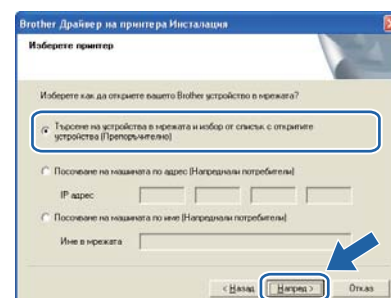 Brother Драйвер на принтера Инсталация
Изберете принтер
Изберете как да откриете вашето Brother устройство в мрежата?
Търсене на устройства в мрежата и избор от списък с откритите
устройства (Препоръчително)
Посочване на машината по адрес (Напреднали потребители)
IP адрес
Посочване на машината по име (Напреднали потребители)
Име в мрежата
< Назад Напред > Отказ